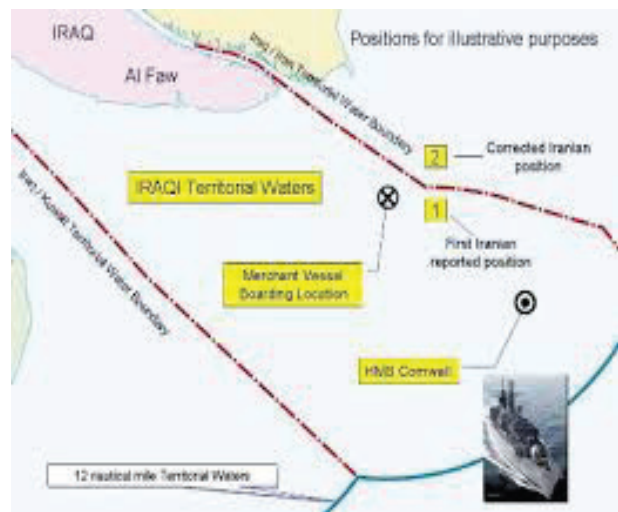 IRAQ
Positions for illustrative purposes
Al Faw
Iraq / Iran Territorial Water Boundary
2
Corrected Iranian
position
IRAQI Territorial Waters
1
First Iranian
reported position
Merchant Vessel
Boarding Location
Iraq / Kuwait Territorial Water Boundary
HMS Cornwall
12 nautical mile Territorial Waters